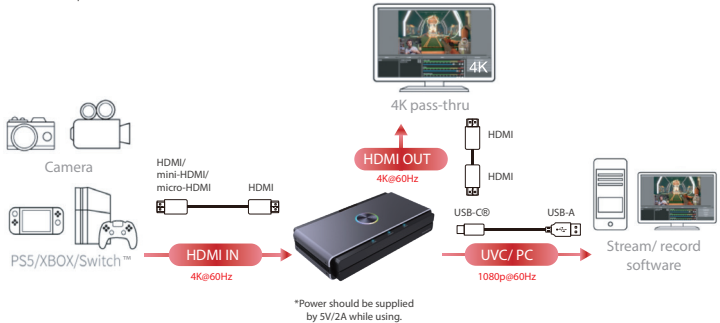 4K
4K pass-thru
Camera
HDMI/
mini-HDMI/
micro-HDMI
HDMI
HDMI OUT
4K@60Hz
HDMI
HDMI
USB-C®
USB-A
PS5/XBOX/Switch™
HDMI IN
4K@60Hz
UVC/ PC
1080p@60Hz
Stream/ record
software
*Power should be supplied
by 5V/2A while using.